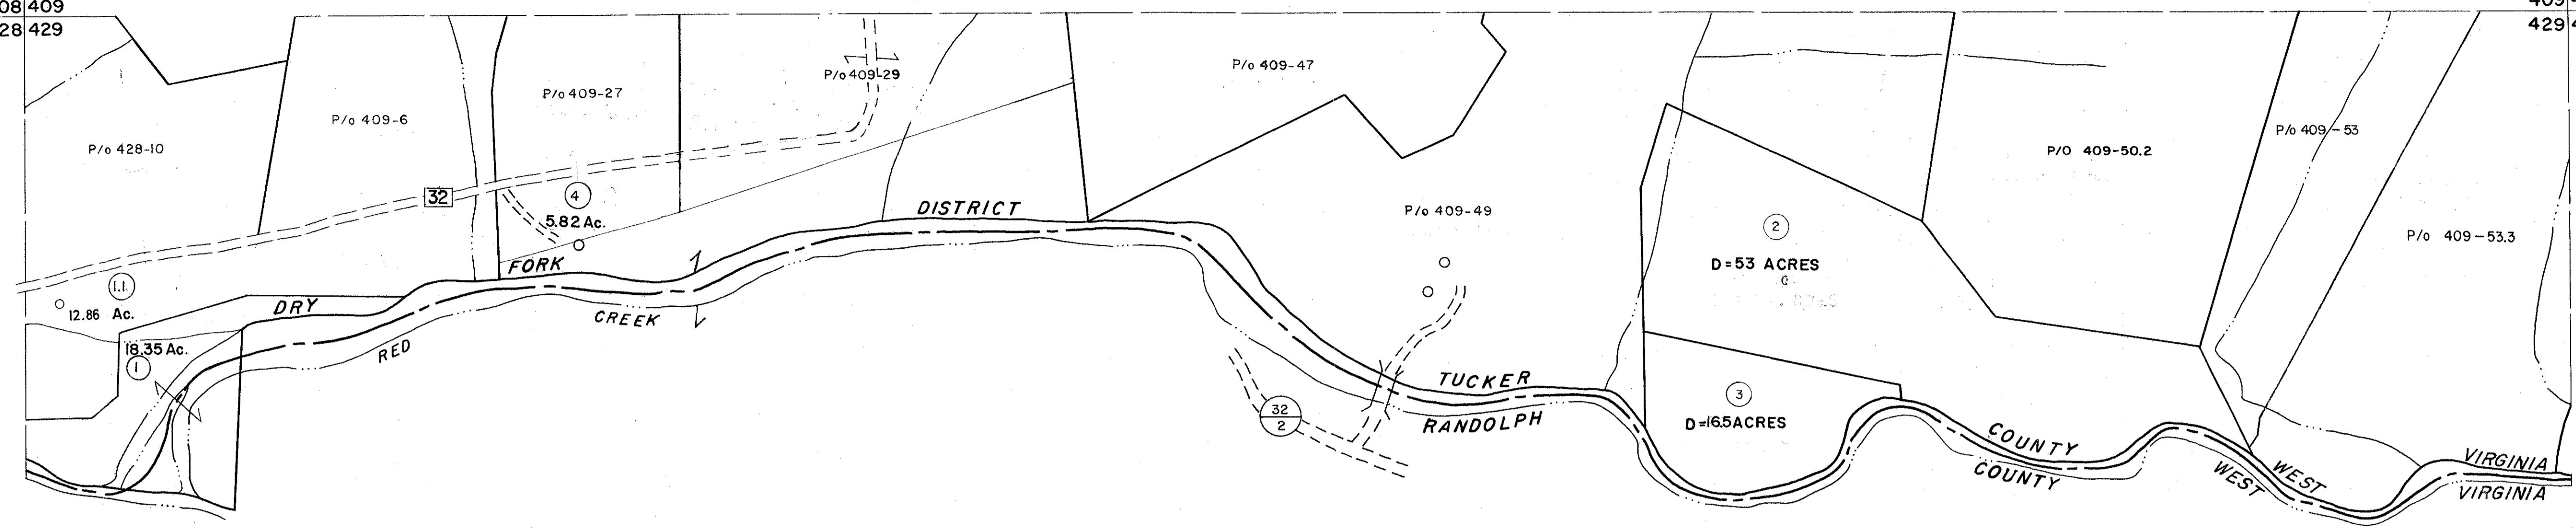 409
429
409
429
P/o 428-10
P/o 409-6
P/o 409-27
P/o 409-29
P/o 409-47
P/o 409-49
P/O 409-50.2
P/o 409-53
P/o 409-53.3
32
4
5.82 Ac.
1.1
12.86 Ac.
18.35 Ac.
1
2
D=53 ACRES
3
D=16.5 ACRES
32
2
DRY FORK DISTRICT
RED CREEK
TUCKER COUNTY WEST VIRGINIA
RANDOLPH COUNTY WEST VIRGINIA